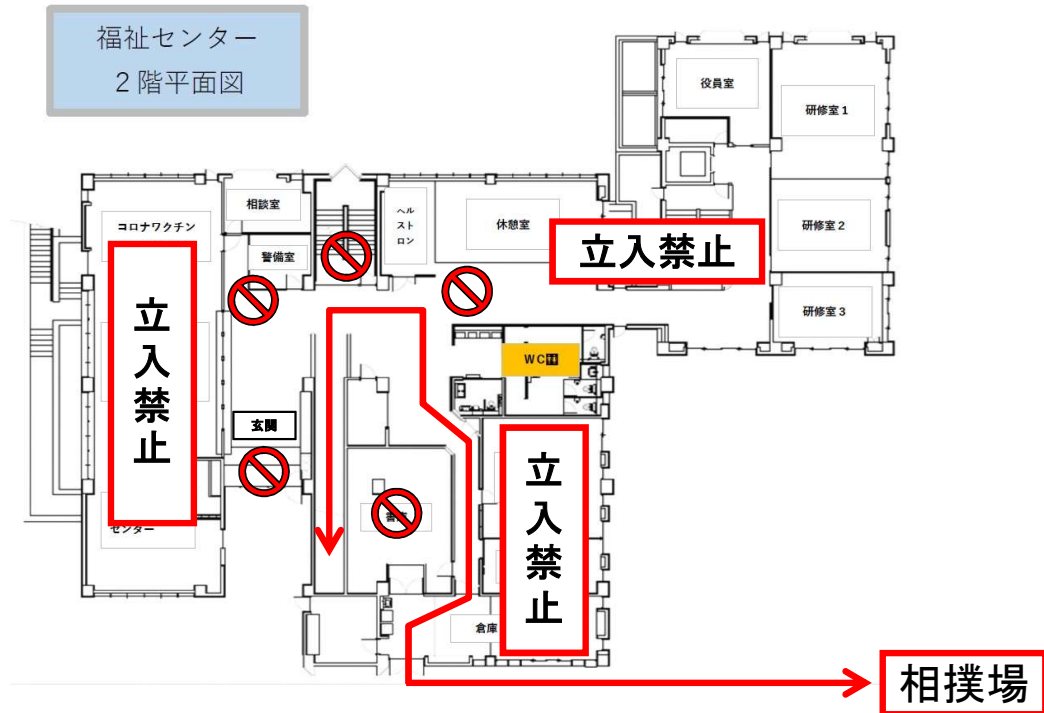 福祉センター
２階平面図
役員室
研修室１
相談室
ヘルストロン
休憩室
コロナワクチン
研修室２
警備室
立入禁止
立入禁止
研修室３
WC
玄関
立入禁止
センター
倉庫
相撲場